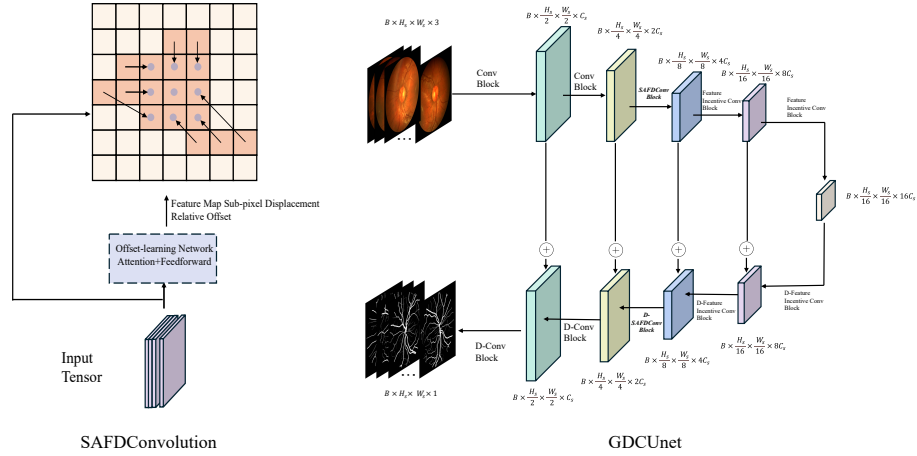 Feature Map Sub-pixel Displacement
Relative Offset
Offset-learning Network
Attention+Feedforward
Input
Tensor
SAFDConvolution
B × H_s × W_s × 3
B × H_s/2 × W_s/2 × C_s
B × H_s/4 × W_s/4 × 2C_s
B × H_s/8 × W_s/8 × 4C_s
B × H_s/16 × W_s/16 × 8C_s
Conv
Block
Conv
Block
SAFDConv
Block
Feature
Incentive Conv
Block
Feature
Incentive Conv
Block
...
B × H_s/16 × W_s/16 × 16C_s
+
+
+
+
D-Conv
Block
D-Conv
Block
D-
SAFDConv
Block
D-Feature
Incentive Conv
Block
D-Feature
Incentive Conv
Block
...
B × H_s × W_s × 1
B × H_s/2 × W_s/2 × C_s
B × H_s/4 × W_s/4 × 2C_s
B × H_s/8 × W_s/8 × 4C_s
B × H_s/16 × W_s/16 × 8C_s
GDCUnet